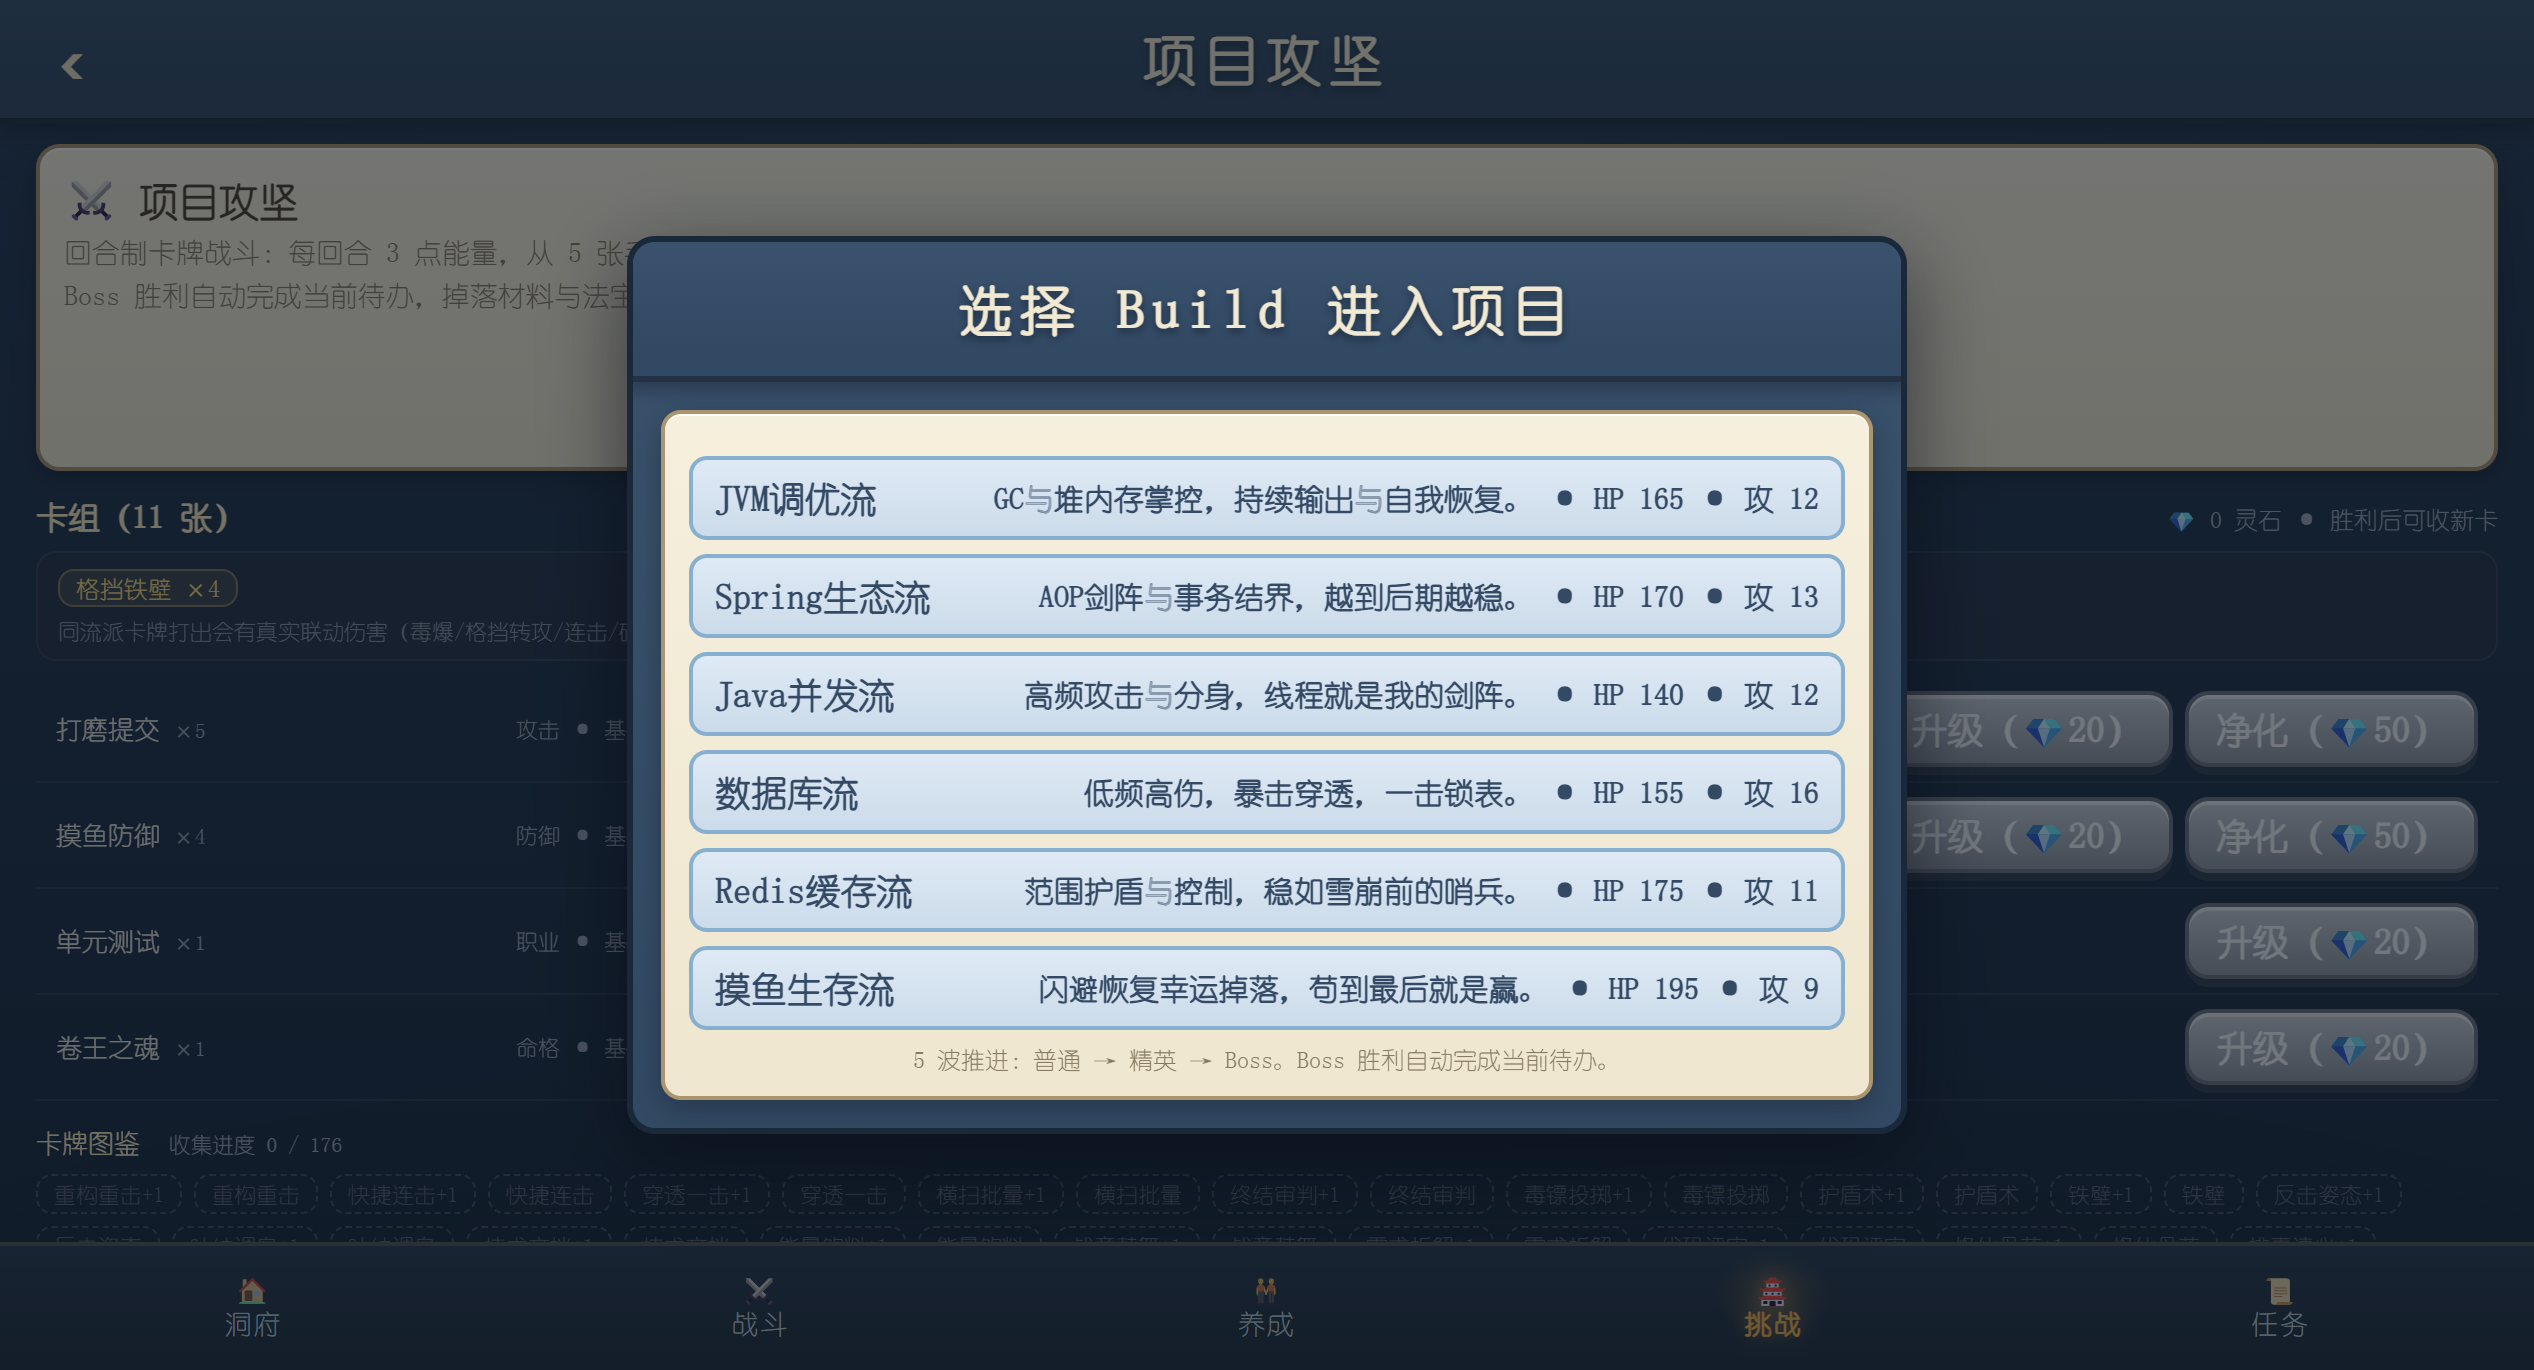 项目攻坚
项目攻坚
回合制卡牌战斗：每回合 3 点能量，从 5 张
Boss 胜利自动完成当前待办，掉落材料与法宝
选择 Build 进入项目
JVM调优流 GC与堆内存掌控，持续输出与自我恢复。 • HP 165 • 攻 12
Spring生态流 AOP剑阵与事务结界，越到后期越稳。 • HP 170 • 攻 13
Java并发流 高频攻击与分身，线程就是我的剑阵。 • HP 140 • 攻 12
数据库流 低频高伤，暴击穿透，一击锁表。 • HP 155 • 攻 16
Redis缓存流 范围护盾与控制，稳如雪崩前的哨兵。 • HP 175 • 攻 11
摸鱼生存流 闪避恢复幸运掉落，苟到最后就是赢。 • HP 195 • 攻 9
5 波推进：普通 → 精英 → Boss。Boss 胜利自动完成当前待办。
卡组（11 张） 0 灵石 • 胜利后可收新卡
格挡铁壁 ×4
同流派卡牌打出会有真实联动伤害（毒爆/格挡转攻/连击/
打磨提交 ×5 攻击 • 基 升级（20） 净化（50）
摸鱼防御 ×4 防御 • 基 升级（20） 净化（50）
单元测试 ×1 职业 • 基 升级（20）
卷王之魂 ×1 命格 • 基 升级（20）
卡牌图鉴 收集进度 0 / 176
重构重击+1 重构重击 快捷连击+1 快捷连击 穿透一击+1 穿透一击 横扫批量+1 横扫批量 终结审判+1 终结审判 毒镖投掷+1 毒镖投掷 护盾术+1 护盾术 铁壁+1 铁壁 反击姿态+1
洞府 战斗 养成 挑战 任务